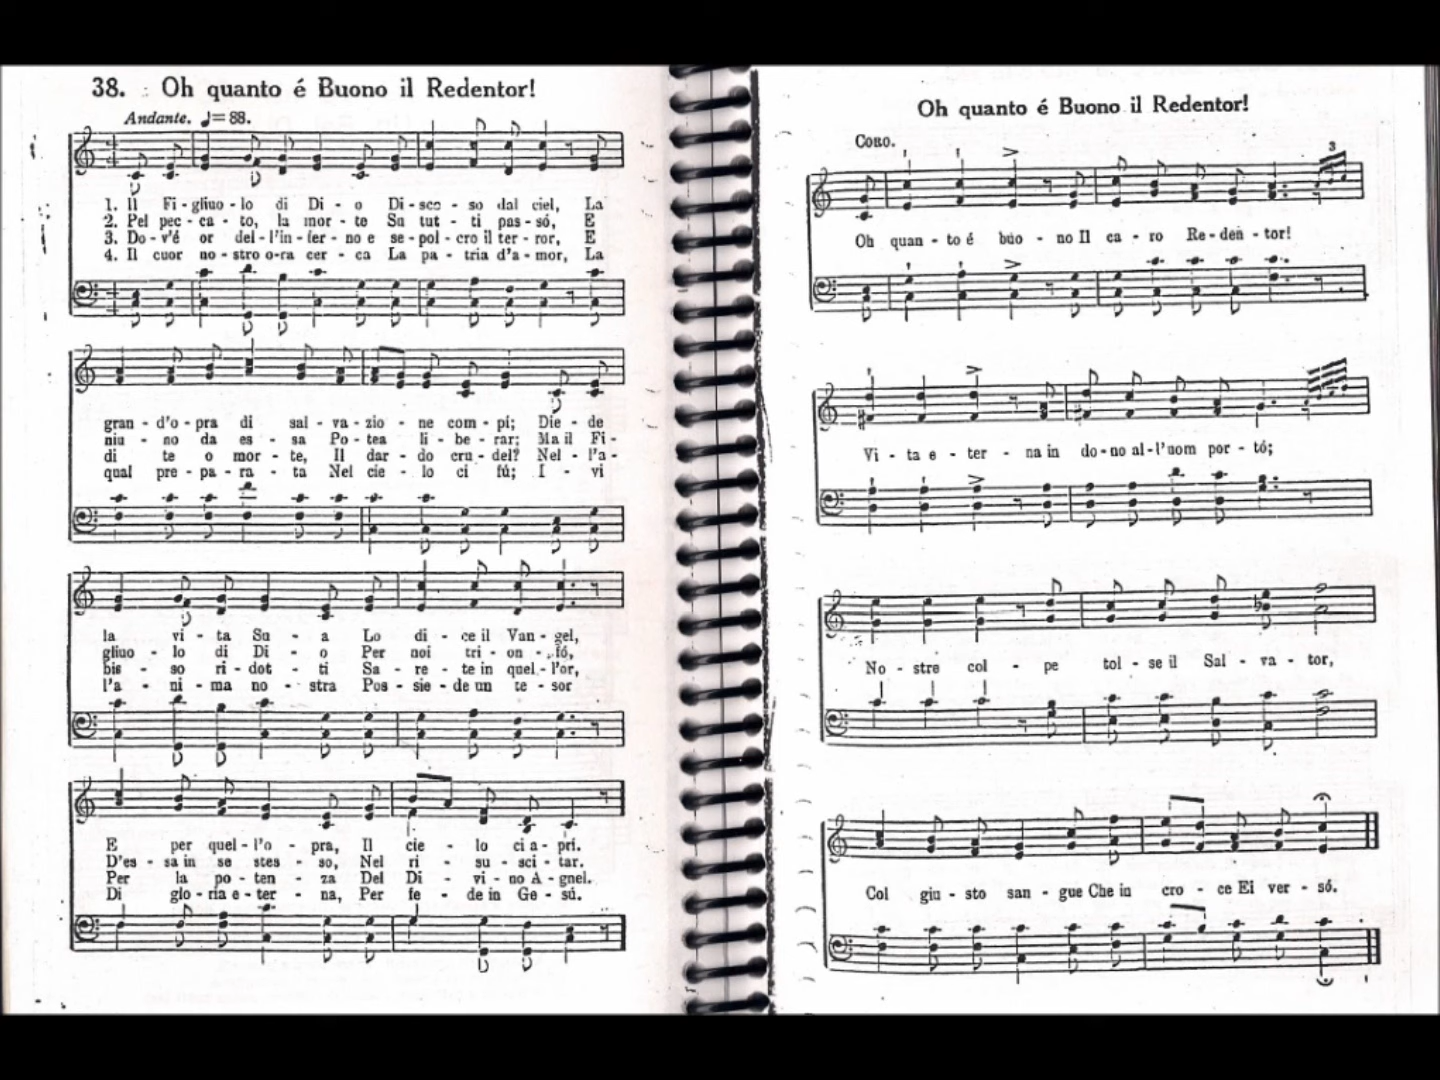 38. Oh quanto é Buono il Redentor!
Andante. ♩=88.
1. Il Fi-gliuo-lo di Di-o Di-sce-so dal ciel, La
2. Pel pec-ca-to, la mor-te Su tut-ti pas-só, E
3. Do-v'é or del-l'in-fer-no e se-pol-cro il ter-ror, E
4. Il cuor no-stro o-ra cer-ca La pa-tria d'a-mor, La
gran-d'o-pra di sal-va-zio-ne com-pi; Die-de
niu-no da es-sa Po-tea li-be-rar; Ma il Fi-
di te o mor-te, Il dar-do cru-del? Nel-l'a-
qual pre-pa-ra-ta Nel cie-lo ci fú; I-vi
la vi-ta Su-a Lo di-ce il Van-gel,
gliuo-lo di Di-o Per noi tri-on-fó,
bis-so ri-dot-ti Sa-re-te in quel-l'or,
l'a-ni-ma no-stra Pos-sie-de un te-sor
E per quel-l'o-pra, Il cie-lo ci a-prí.
D'es-sa in se stes-so, Nel ri-su-sci-tar.
Per la po-ten-za Del Di-vi-no A-gnel.
Di glo-ria e-ter-na, Per fe-de in Ge-sú.
Oh quanto é Buono il Redentor!
CORO.
3
Oh quan-to é buo-no Il ca-ro Re-den-tor!
Vi-ta e-ter-na in do-no al-l'uom por-tó;
No-stre col-pe tol-se il Sal-va-tor,
Col giu-sto san-gue Che in cro-ce Ei ver-só.